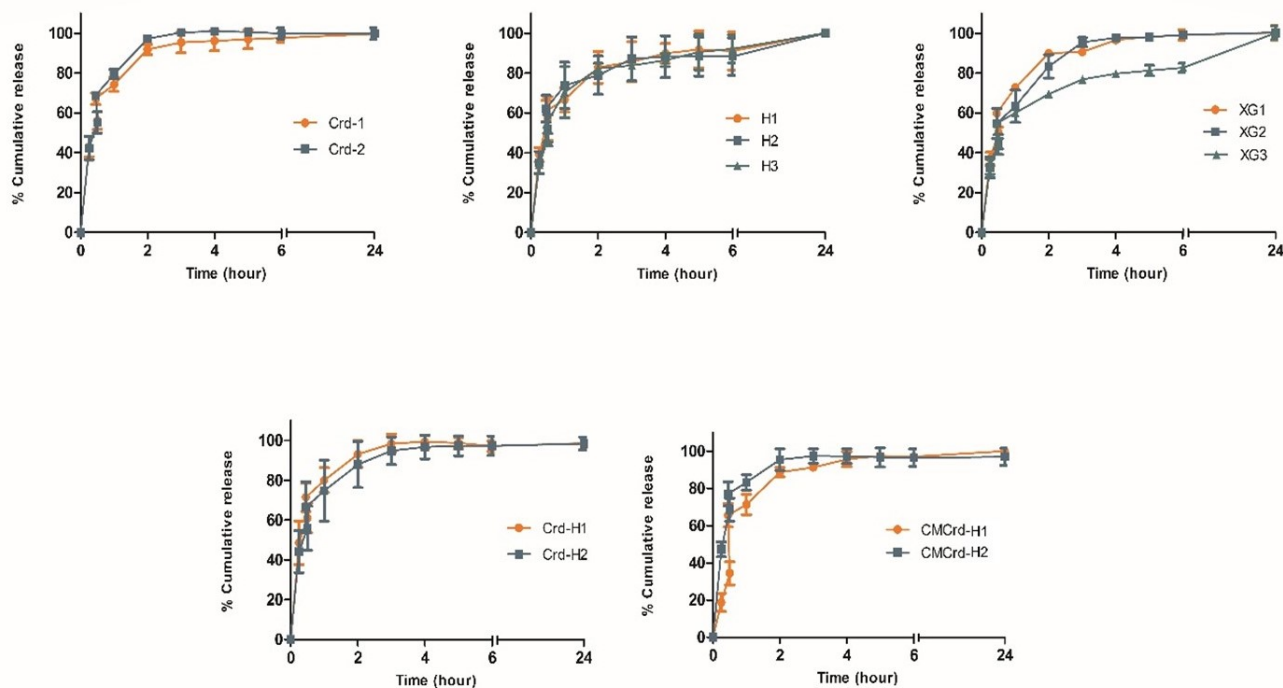 % Cumulative release
100
80
60
40
20
0
0 2 4 6 24
Time (hour)
Crd-1
Crd-2
% Cumulative release
100
80
60
40
20
0
0 2 4 6 24
Time (hour)
H1
H2
H3
% Cumulative release
100
80
60
40
20
0
0 2 4 6 24
Time (hour)
XG1
XG2
XG3
% Cumulative release
100
80
60
40
20
0
0 2 4 6 24
Time (hour)
Crd-H1
Crd-H2
% Cumulative release
100
80
60
40
20
0
0 2 4 6 24
Time (hour)
CMCrd-H1
CMCrd-H2